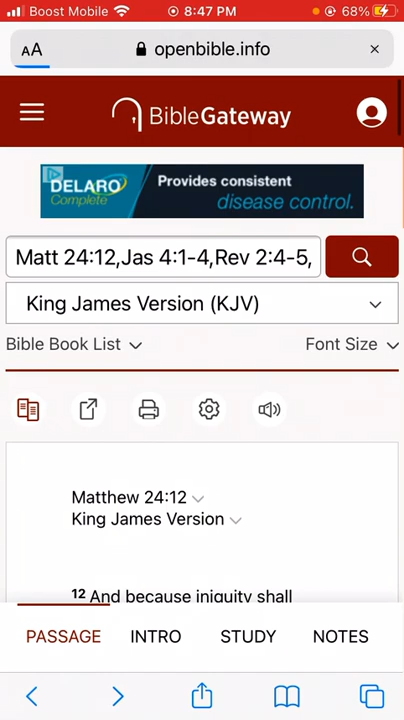 Boost Mobile 8:47 PM 68%
AA openbible.info
BibleGateway
DELARO Provides consistent
Complete disease control.
Matt 24:12,Jas 4:1-4,Rev 2:4-5,
King James Version (KJV)
Bible Book List Font Size
Matthew 24:12
King James Version
12 And because iniquity shall
PASSAGE INTRO STUDY NOTES